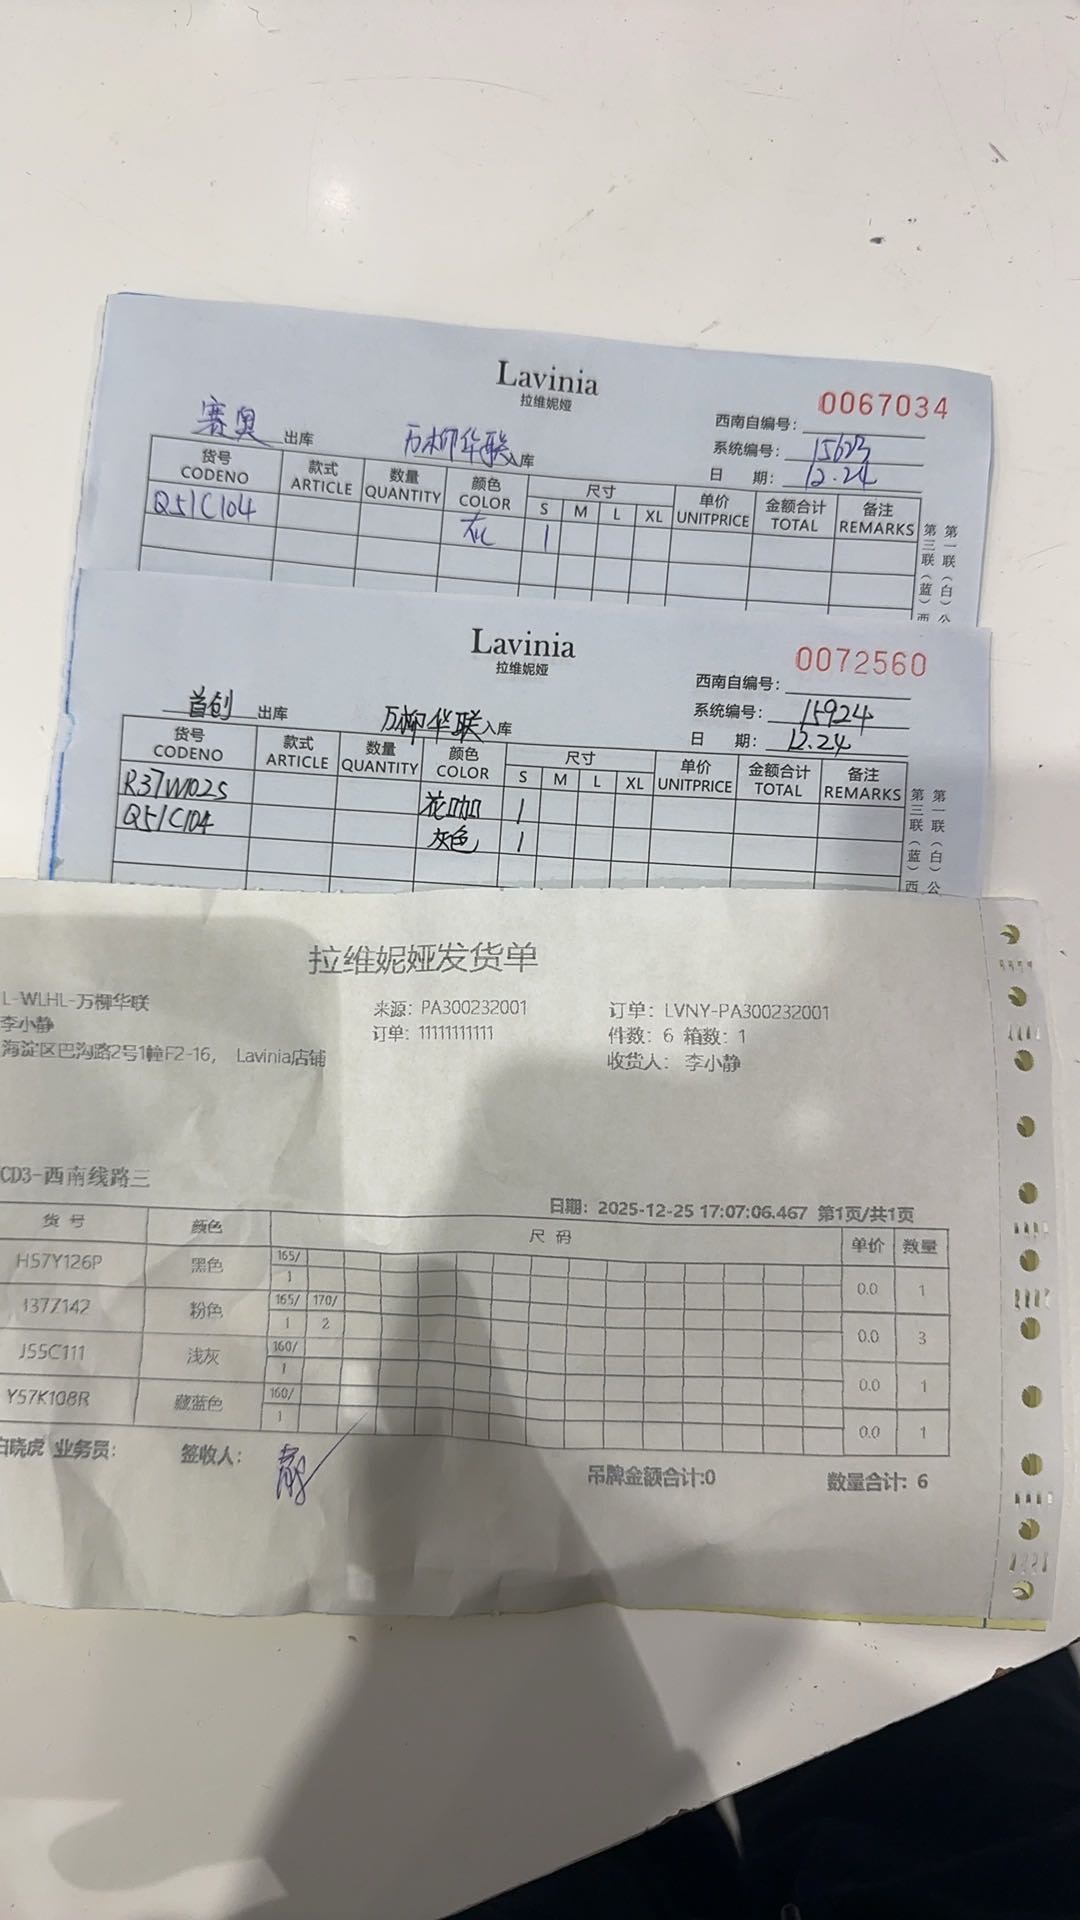 Lavinia
拉维妮娅
0067034
西南自编号：
赛奥 出库 万柳华联入库
系统编号：15623
日 期：12.24
货号 款式 数量 颜色 尺寸 单价 金额合计 备注
CODENO ARTICLE QUANTITY COLOR S M L XL UNITPRICE TOTAL REMARKS
Q51C104 灰 1
第三联（蓝）西
第一联（白）公
Lavinia
拉维妮娅
0072560
西南自编号：
首创 出库 万柳华联入库
系统编号：15924
日 期：12.24
货号 款式 数量 颜色 尺寸 单价 金额合计 备注
CODENO ARTICLE QUANTITY COLOR S M L XL UNITPRICE TOTAL REMARKS
R37W1025 花咖 1
Q51C104 灰色 1
第三联（蓝）西
第一联（白）公
拉维妮娅发货单
L-WLHL-万柳华联 来源：PA300232001 订单：LVNY-PA300232001
李小静 订单：11111111111 件数：6 箱数：1
海淀区巴沟路2号1幢F2-16， Lavinia店铺 收货人： 李小静
CD3-西南线路三
日期：2025-12-25 17:07:06.467 第1页/共1页
货 号 颜色 尺 码 单价 数量
H57Y126P 黑色 165/ 0.0 1
1
137Z142 粉色 165/ 170/ 0.0 3
1 2
J55C111 浅灰 160/ 0.0 1
1
Y57K108R 藏蓝色 160/ 0.0 1
1
晓虎 业务员： 签收人： 静
吊牌金额合计:0 数量合计：6